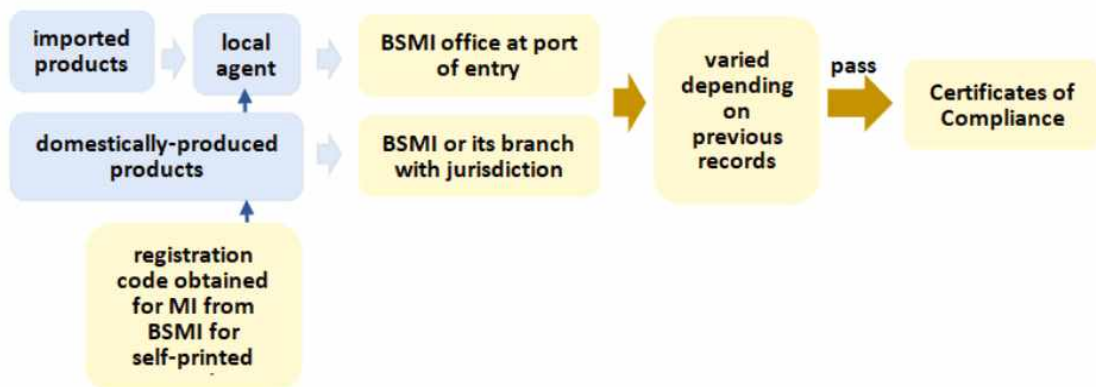 imported
products
local
agent
BSMI office at port
of entry
varied
depending
on
previous
records
pass
Certificates of
Compliance
domestically-produced
products
BSMI or its branch
with jurisdiction
registration
code obtained
for MI from
BSMI for
self-printed